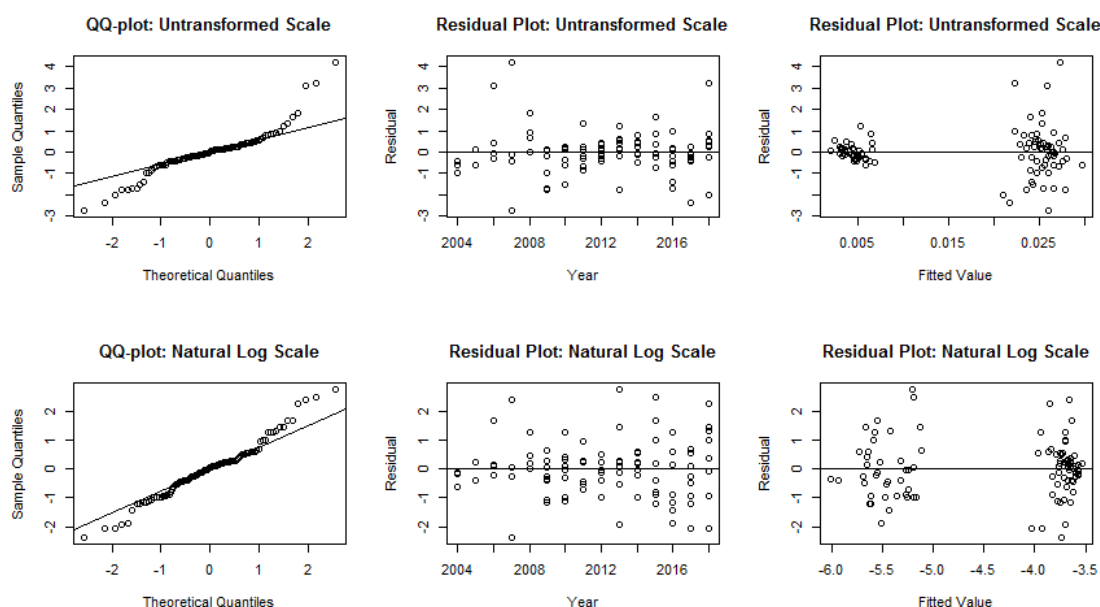 QQ-plot: Untransformed Scale
Sample Quantiles
4
3
2
1
0
-1
-3
-2 -1 0 1 2
Theoretical Quantiles
Residual Plot: Untransformed Scale
Residual
4
3
2
1
0
-1
-3
2004 2008 2012 2016
Year
Residual Plot: Untransformed Scale
Residual
4
3
2
1
0
-1
-3
0.005 0.015 0.025
Fitted Value
QQ-plot: Natural Log Scale
Sample Quantiles
2
1
0
-1
-2
-2 -1 0 1 2
Theoretical Quantiles
Residual Plot: Natural Log Scale
Residual
2
1
0
-1
-2
2004 2008 2012 2016
Year
Residual Plot: Natural Log Scale
Residual
2
1
0
-1
-2
-6.0 -5.5 -5.0 -4.5 -4.0 -3.5
Fitted Value